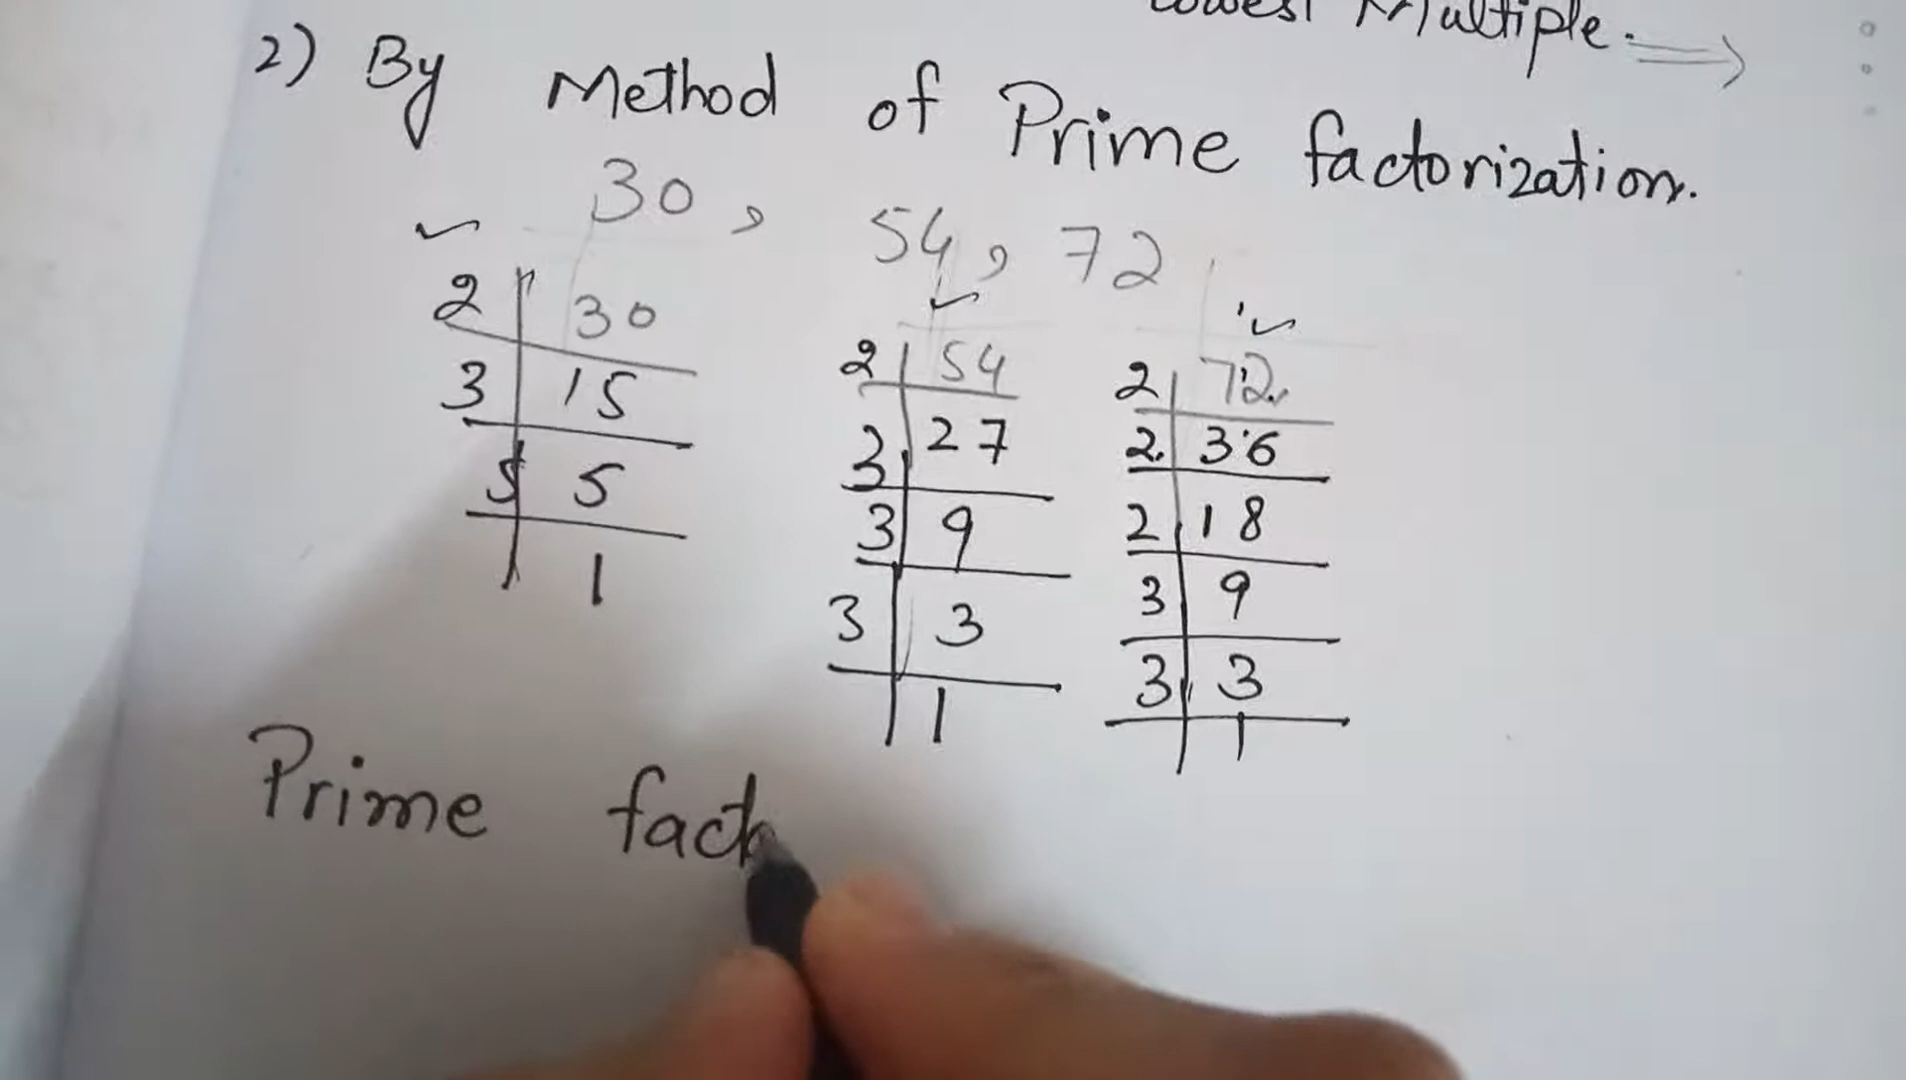 Lowest Multiple. ⇒
2) By Method of Prime factorization.
30, 54, 72
2 | 30
3 | 15
5 | 5
1
2 | 54
3 | 27
3 | 9
3 | 3
1
2 | 72
2 | 36
2 | 18
3 | 9
3 | 3
1
Prime fact